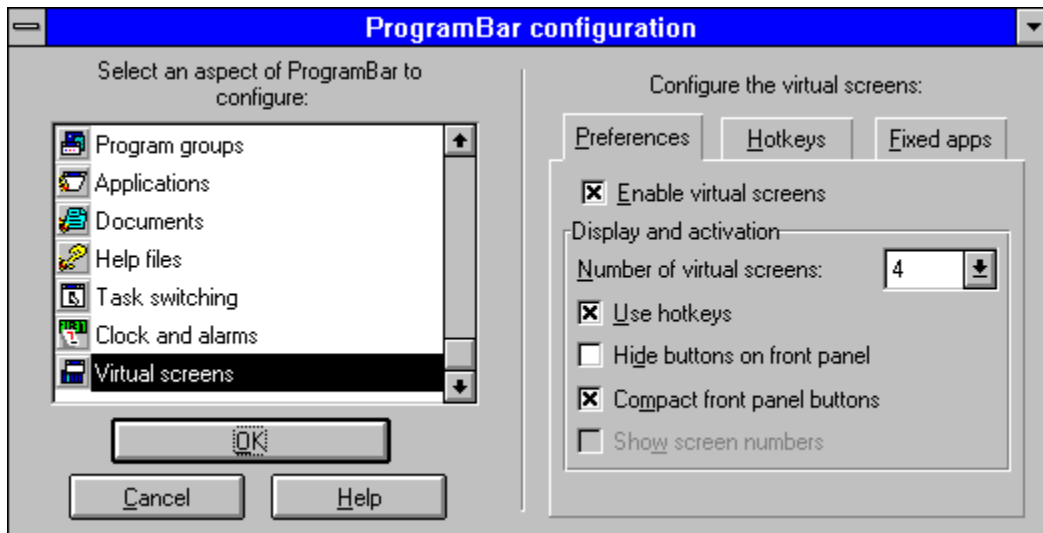 ProgramBar configuration
Select an aspect of ProgramBar to
configure:
Program groups
Applications
Documents
Help files
Task switching
Clock and alarms
Virtual screens
OK
Cancel
Help
Configure the virtual screens:
Preferences
Hotkeys
Fixed apps
Enable virtual screens
Display and activation
Number of virtual screens: 4
Use hotkeys
Hide buttons on front panel
Compact front panel buttons
Show screen numbers